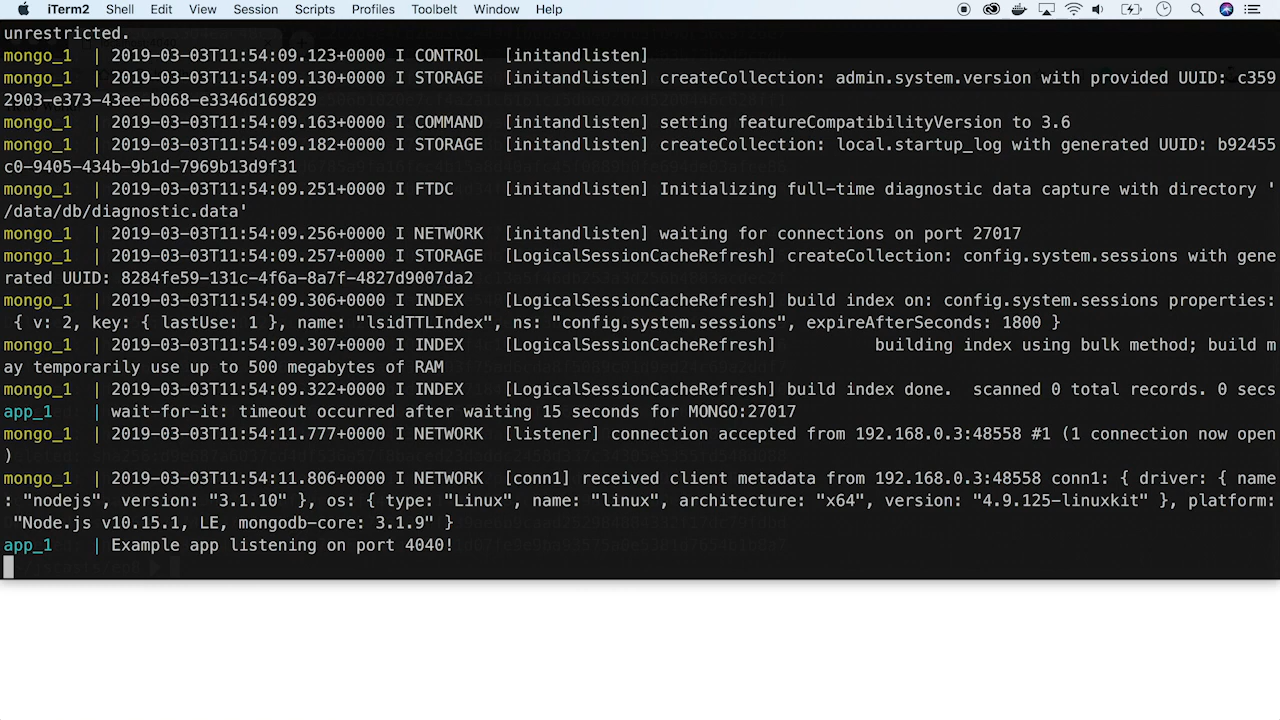 iTerm2 Shell Edit View Session Scripts Profiles Toolbelt Window Help
unrestricted.
mongo_1 | 2019-03-03T11:54:09.123+0000 I CONTROL [initandlisten]
mongo_1 | 2019-03-03T11:54:09.130+0000 I STORAGE [initandlisten] createCollection: admin.system.version with provided UUID: c359
2903-e373-43ee-b068-e3346d169829
mongo_1 | 2019-03-03T11:54:09.163+0000 I COMMAND [initandlisten] setting featureCompatibilityVersion to 3.6
mongo_1 | 2019-03-03T11:54:09.182+0000 I STORAGE [initandlisten] createCollection: local.startup_log with generated UUID: b92455
c0-9405-434b-9b1d-7969b13d9f31
mongo_1 | 2019-03-03T11:54:09.251+0000 I FTDC [initandlisten] Initializing full-time diagnostic data capture with directory '
/data/db/diagnostic.data'
mongo_1 | 2019-03-03T11:54:09.256+0000 I NETWORK [initandlisten] waiting for connections on port 27017
mongo_1 | 2019-03-03T11:54:09.257+0000 I STORAGE [LogicalSessionCacheRefresh] createCollection: config.system.sessions with gene
rated UUID: 8284fe59-131c-4f6a-8a7f-4827d9007da2
mongo_1 | 2019-03-03T11:54:09.306+0000 I INDEX [LogicalSessionCacheRefresh] build index on: config.system.sessions properties:
{ v: 2, key: { lastUse: 1 }, name: "lsidTTLIndex", ns: "config.system.sessions", expireAfterSeconds: 1800 }
mongo_1 | 2019-03-03T11:54:09.307+0000 I INDEX [LogicalSessionCacheRefresh] building index using bulk method; build m
ay temporarily use up to 500 megabytes of RAM
mongo_1 | 2019-03-03T11:54:09.322+0000 I INDEX [LogicalSessionCacheRefresh] build index done. scanned 0 total records. 0 secs
app_1 | wait-for-it: timeout occurred after waiting 15 seconds for MONGO:27017
mongo_1 | 2019-03-03T11:54:11.777+0000 I NETWORK [listener] connection accepted from 192.168.0.3:48558 #1 (1 connection now open
)
mongo_1 | 2019-03-03T11:54:11.806+0000 I NETWORK [conn1] received client metadata from 192.168.0.3:48558 conn1: { driver: { name
: "nodejs", version: "3.1.10" }, os: { type: "Linux", name: "linux", architecture: "x64", version: "4.9.125-linuxkit" }, platform:
"Node.js v10.15.1, LE, mongodb-core: 3.1.9" }
app_1 | Example app listening on port 4040!